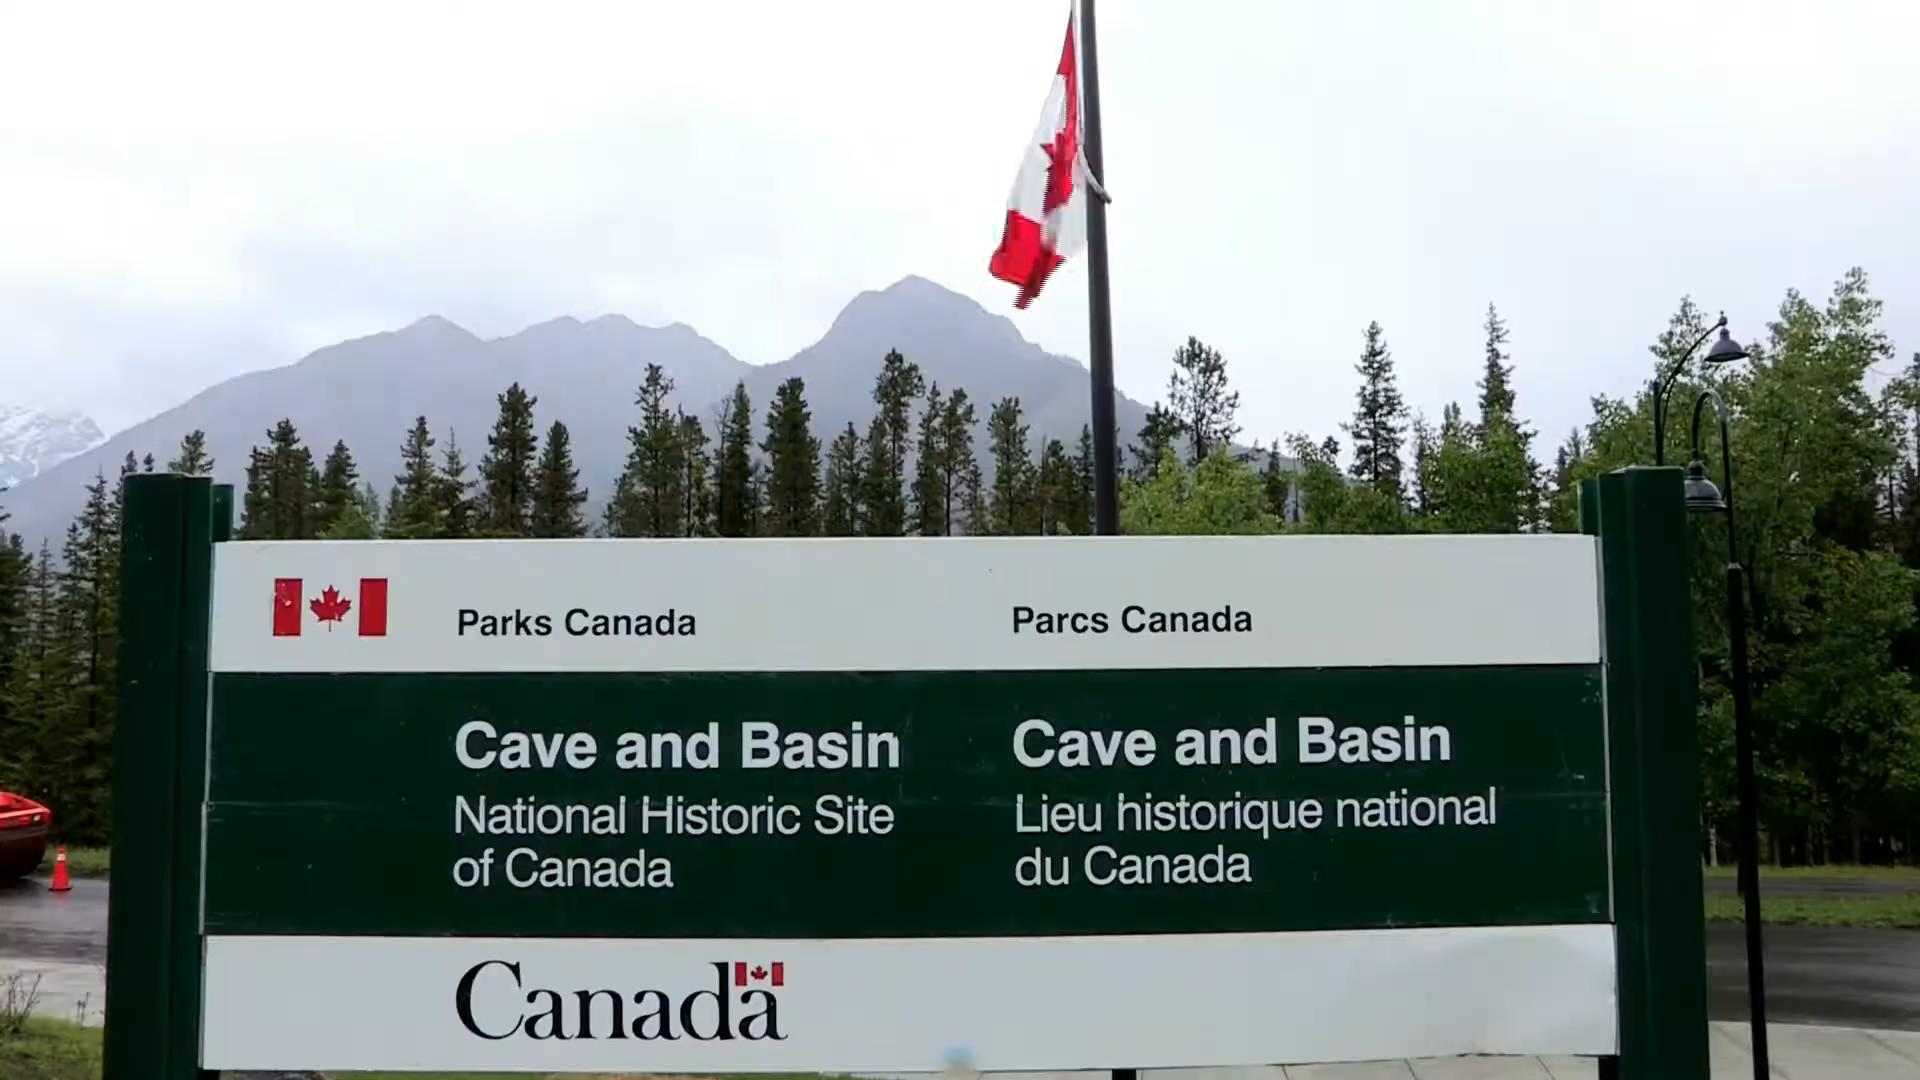 Parks Canada
Parcs Canada
Cave and Basin
National Historic Site
of Canada
Cave and Basin
Lieu historique national
du Canada
Canada